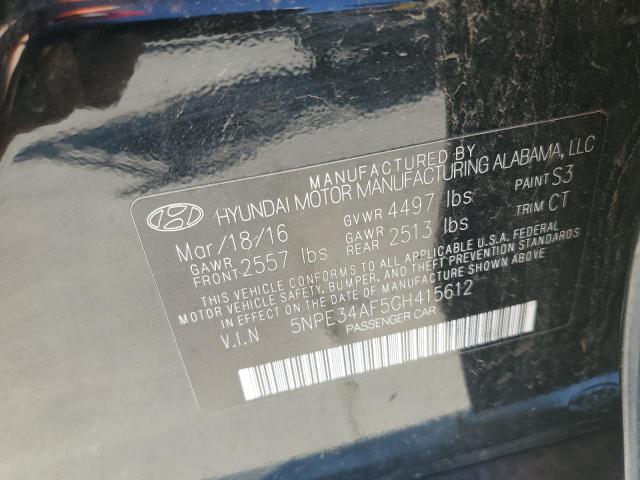 MANUFACTURED BY
HYUNDAI MOTOR MANUFACTURING ALABAMA, LLC
Mar/18/16 GVWR 4497 lbs PAINT S3
GAWR FRONT 2557 lbs GAWR REAR 2513 lbs TRIM CT
THIS VEHICLE CONFORMS TO ALL APPLICABLE U.S.A. FEDERAL
MOTOR VEHICLE SAFETY, BUMPER, AND THEFT PREVENTION STANDARDS
IN EFFECT ON THE DATE OF MANUFACTURE SHOWN ABOVE.
V.I.N 5NPE34AF5GH415612
PASSENGER CAR